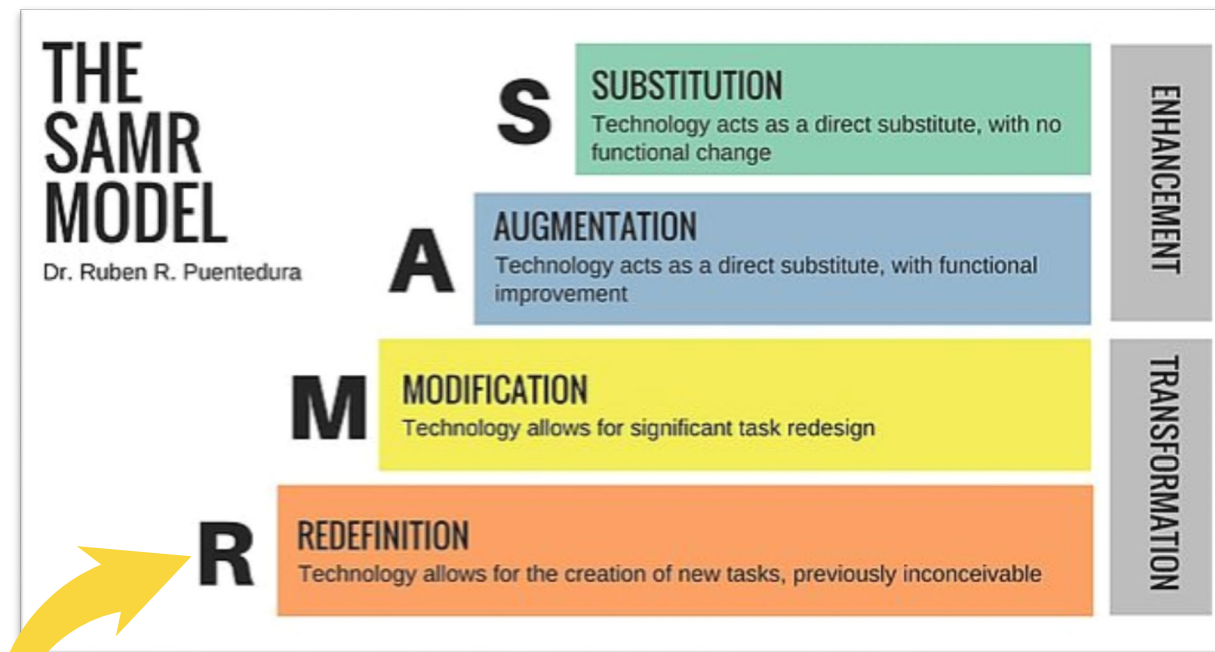 THE
SAMR
MODEL
Dr. Ruben R. Puentedura
S
SUBSTITUTION
Technology acts as a direct substitute, with no
functional change
A
AUGMENTATION
Technology acts as a direct substitute, with functional
improvement
ENHANCEMENT
M
MODIFICATION
Technology allows for significant task redesign
R
REDEFINITION
Technology allows for the creation of new tasks, previously inconceivable
TRANSFORMATION